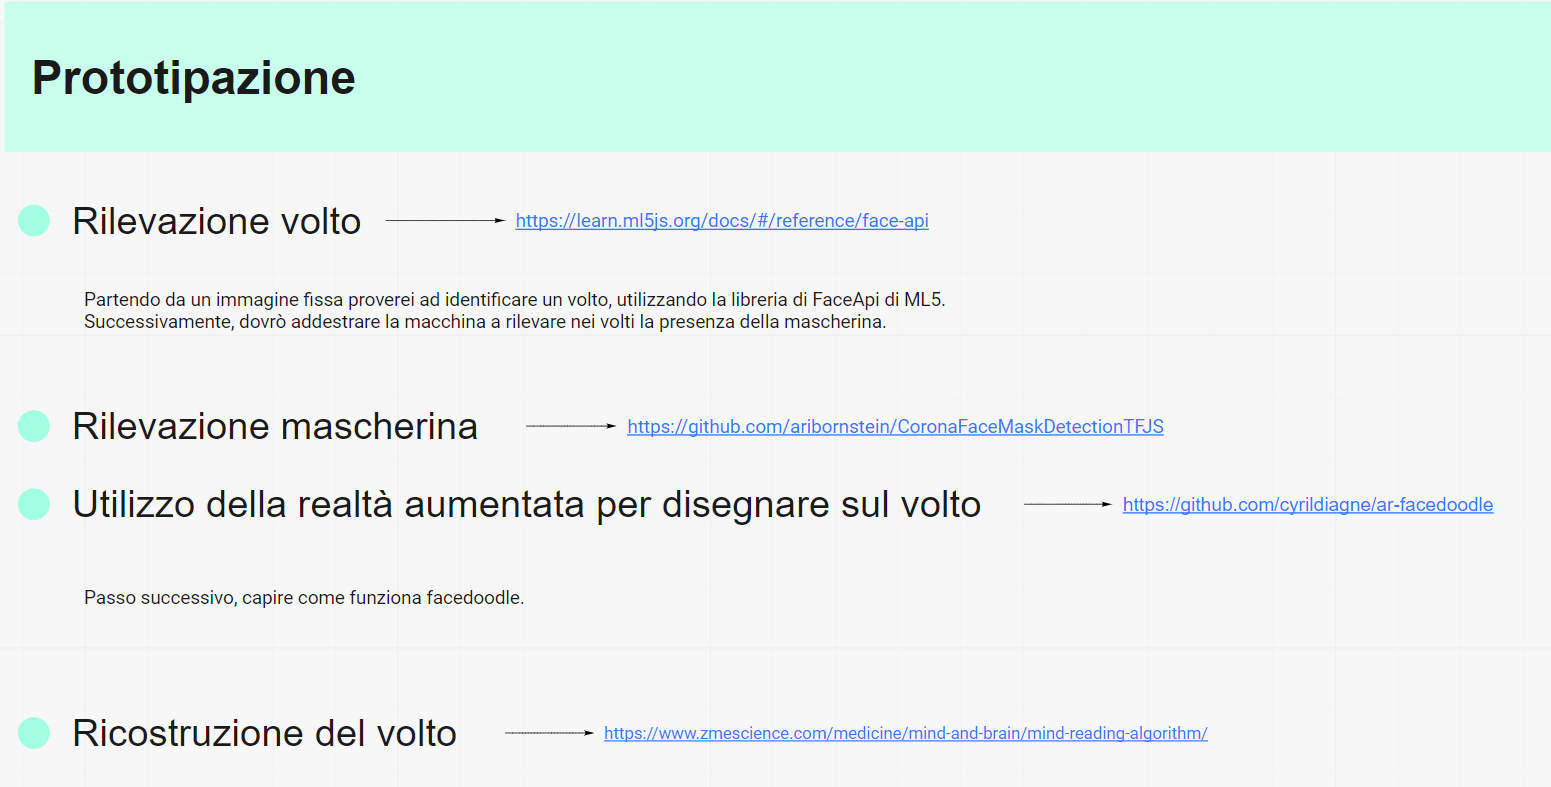 Prototipazione
Rilevazione volto
https://learn.ml5js.org/docs/#/reference/face-api
Partendo da un immagine fissa proverei ad identificare un volto, utilizzando la libreria di FaceApi di ML5.
Successivamente, dovrò addestrare la macchina a rilevare nei volti la presenza della mascherina.
Rilevazione mascherina
https://github.com/aribornstein/CoronaFaceMaskDetectionTFJS
Utilizzo della realtà aumentata per disegnare sul volto
https://github.com/cyrildiagne/ar-facedoodle
Passo successivo, capire come funziona facedoodle.
Ricostruzione del volto
https://www.zmescience.com/medicine/mind-and-brain/mind-reading-algorithm/